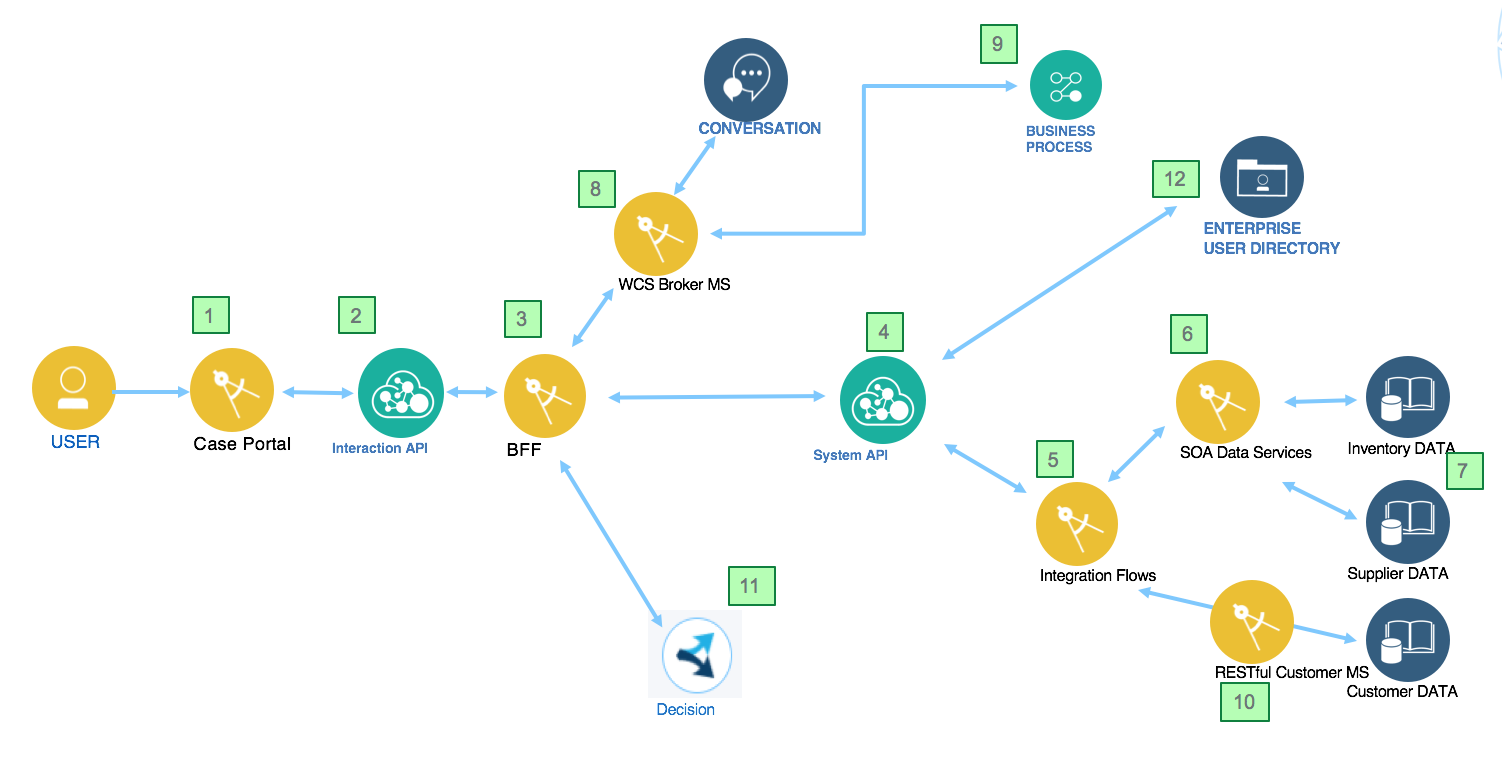 9
CONVERSATION
BUSINESS
PROCESS
8
12
WCS Broker MS
ENTERPRISE
USER DIRECTORY
1
2
3
4
6
USER
Case Portal
Interaction API
BFF
System API
5
SOA Data Services
Inventory DATA
7
Integration Flows
Supplier DATA
11
RESTful Customer MS
Customer DATA
10
Decision